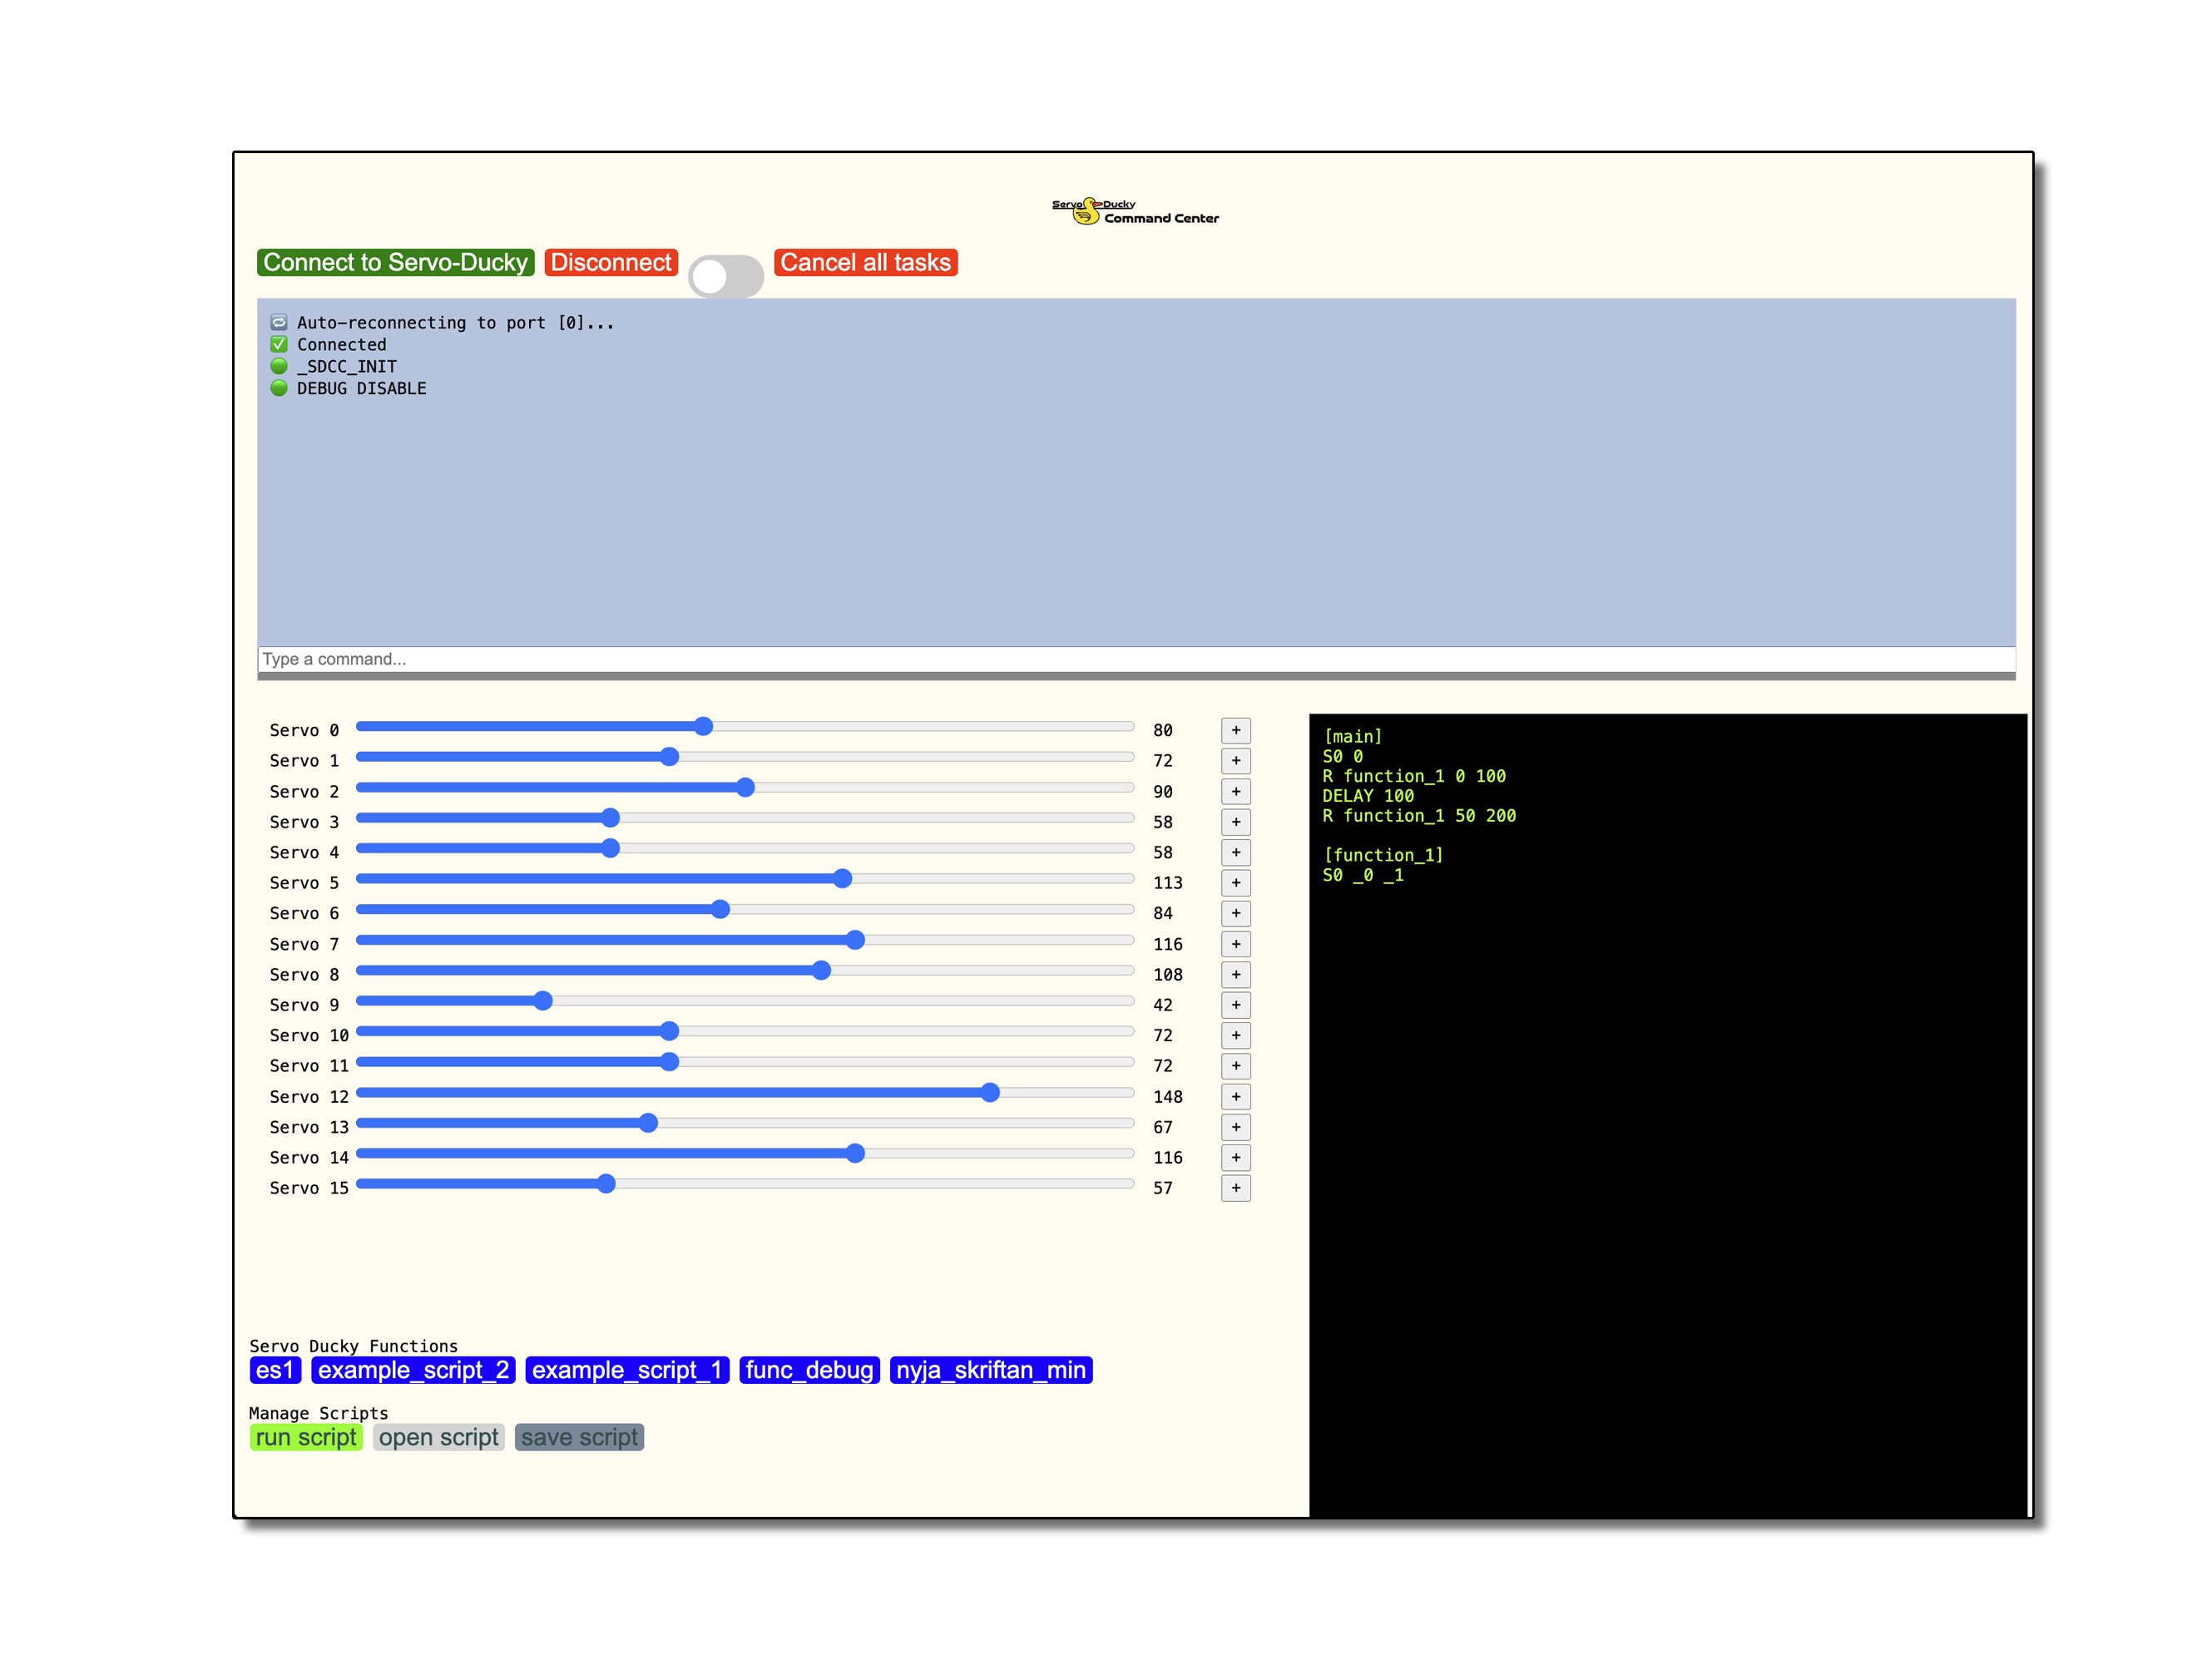 Servo Ducky
Command Center
Connect to Servo-Ducky Disconnect Cancel all tasks
Auto-reconnecting to port [0]...
Connected
_SDCC_INIT
DEBUG DISABLE
Type a command...
Servo 0 80 +
Servo 1 72 +
Servo 2 90 +
Servo 3 58 +
Servo 4 58 +
Servo 5 113 +
Servo 6 84 +
Servo 7 116 +
Servo 8 108 +
Servo 9 42 +
Servo 10 72 +
Servo 11 72 +
Servo 12 148 +
Servo 13 67 +
Servo 14 116 +
Servo 15 57 +
[main]
S0 0
R function_1 0 100
DELAY 100
R function_1 50 200
[function_1]
S0 _0 _1
Servo Ducky Functions
es1 example_script_2 example_script_1 func_debug nyja_skriftan_min
Manage Scripts
run script open script save script